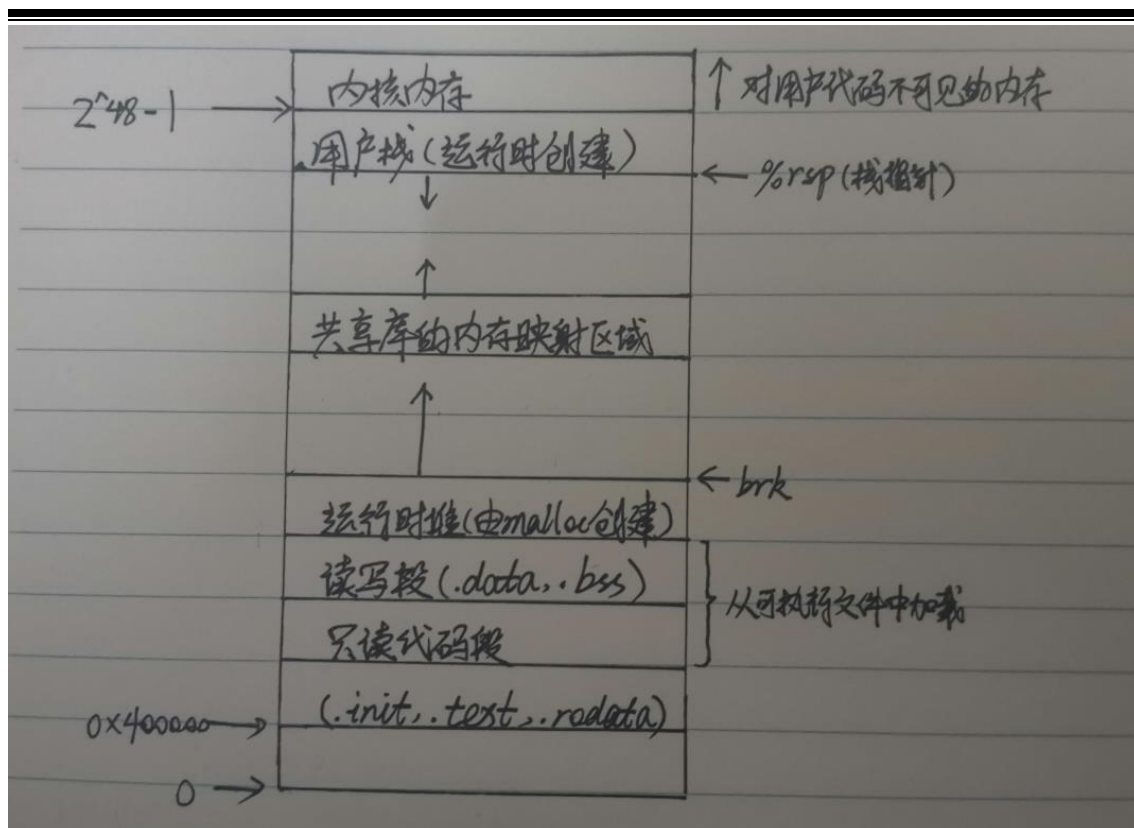 内核内存
↑ 对用户代码不可见的内存
2^48-1 →
用户栈(运行时创建)
← %rsp(栈指针)
共享库的内存映射区域
← brk
运行时堆(由malloc创建)
读写段(.data,.bss)
从可执行文件中加载
只读代码段
(.init,.text,.rodata)
0x400000 →
0 →